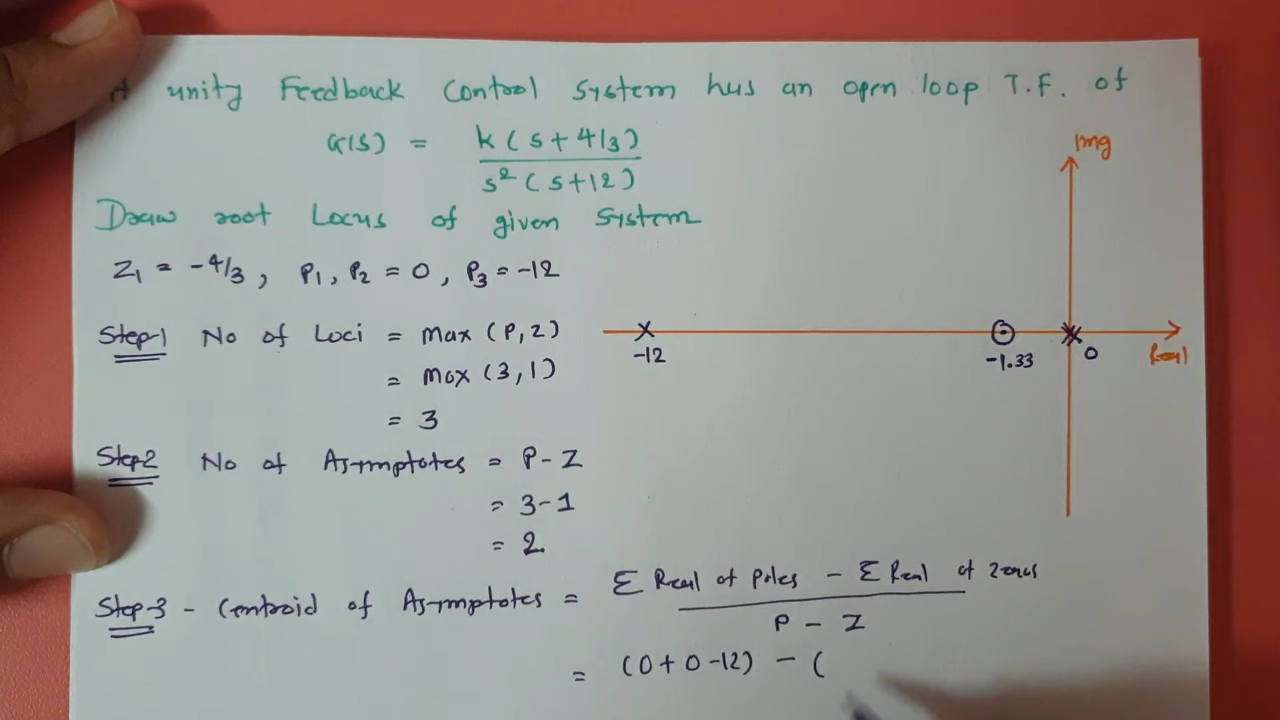 A unity Feedback Control System has an open loop T.F. of
G(S) = K(S+4/3)
S²(S+12)
Draw root Locus of given System
Z₁ = -4/3, P₁, P₂ = 0, P₃ = -12
Step-1 No of Loci = Max (P,Z)
= Max (3,1)
= 3
Step2 No of Asymptotes = P-Z
= 3-1
= 2
Step-3 - Centroid of Asymptotes = Σ Real of Poles - Σ Real of zeros
P - Z
= (0+0-12) - (
Img
-12
-1.33
0
Real